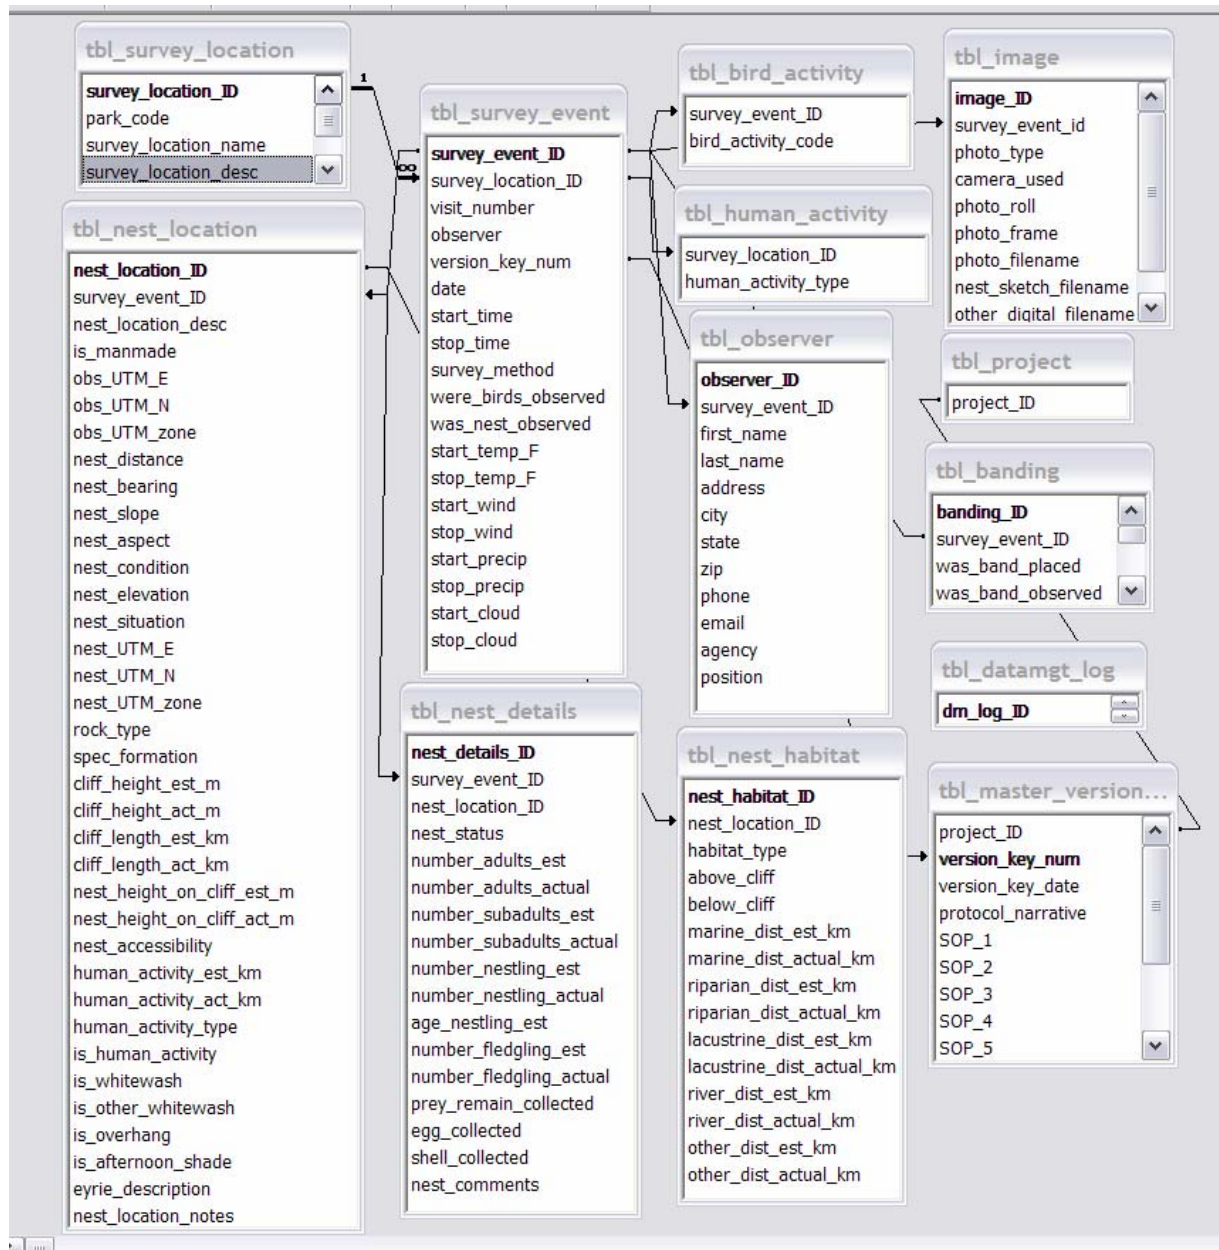 tbl_survey_location
survey_location_ID
park_code
survey_location_name
survey_location_desc
1
∞
tbl_nest_location
nest_location_ID
survey_event_ID
nest_location_desc
is_manmade
obs_UTM_E
obs_UTM_N
obs_UTM_zone
nest_distance
nest_bearing
nest_slope
nest_aspect
nest_condition
nest_elevation
nest_situation
nest_UTM_E
nest_UTM_N
nest_UTM_zone
rock_type
spec_formation
cliff_height_est_m
cliff_height_act_m
cliff_length_est_km
cliff_length_act_km
nest_height_on_cliff_est_m
nest_height_on_cliff_act_m
nest_accessibility
human_activity_est_km
human_activity_act_km
human_activity_type
is_human_activity
is_whitewash
is_other_whitewash
is_overhang
is_afternoon_shade
eyrie_description
nest_location_notes
tbl_survey_event
survey_event_ID
survey_location_ID
visit_number
observer
version_key_num
date
start_time
stop_time
survey_method
were_birds_observed
was_nest_observed
start_temp_F
stop_temp_F
start_wind
stop_wind
start_precip
stop_precip
start_cloud
stop_cloud
tbl_nest_details
nest_details_ID
survey_event_ID
nest_location_ID
nest_status
number_adults_est
number_adults_actual
number_subadults_est
number_subadults_actual
number_nestling_est
number_nestling_actual
age_nestling_est
number_fledgling_est
number_fledgling_actual
prey_remain_collected
egg_collected
shell_collected
nest_comments
tbl_bird_activity
survey_event_ID
bird_activity_code
tbl_human_activity
survey_location_ID
human_activity_type
tbl_observer
observer_ID
survey_event_ID
first_name
last_name
address
city
state
zip
phone
email
agency
position
tbl_nest_habitat
nest_habitat_ID
nest_location_ID
habitat_type
above_cliff
below_cliff
marine_dist_est_km
marine_dist_actual_km
riparian_dist_est_km
riparian_dist_actual_km
lacustrine_dist_est_km
lacustrine_dist_actual_km
river_dist_est_km
river_dist_actual_km
other_dist_est_km
other_dist_actual_km
tbl_image
image_ID
survey_event_id
photo_type
camera_used
photo_roll
photo_frame
photo_filename
nest_sketch_filename
other_digital_filename
tbl_project
project_ID
tbl_banding
banding_ID
survey_event_ID
was_band_placed
was_band_observed
tbl_datamgt_log
dm_log_ID
tbl_master_version...
project_ID
version_key_num
version_key_date
protocol_narrative
SOP_1
SOP_2
SOP_3
SOP_4
SOP_5